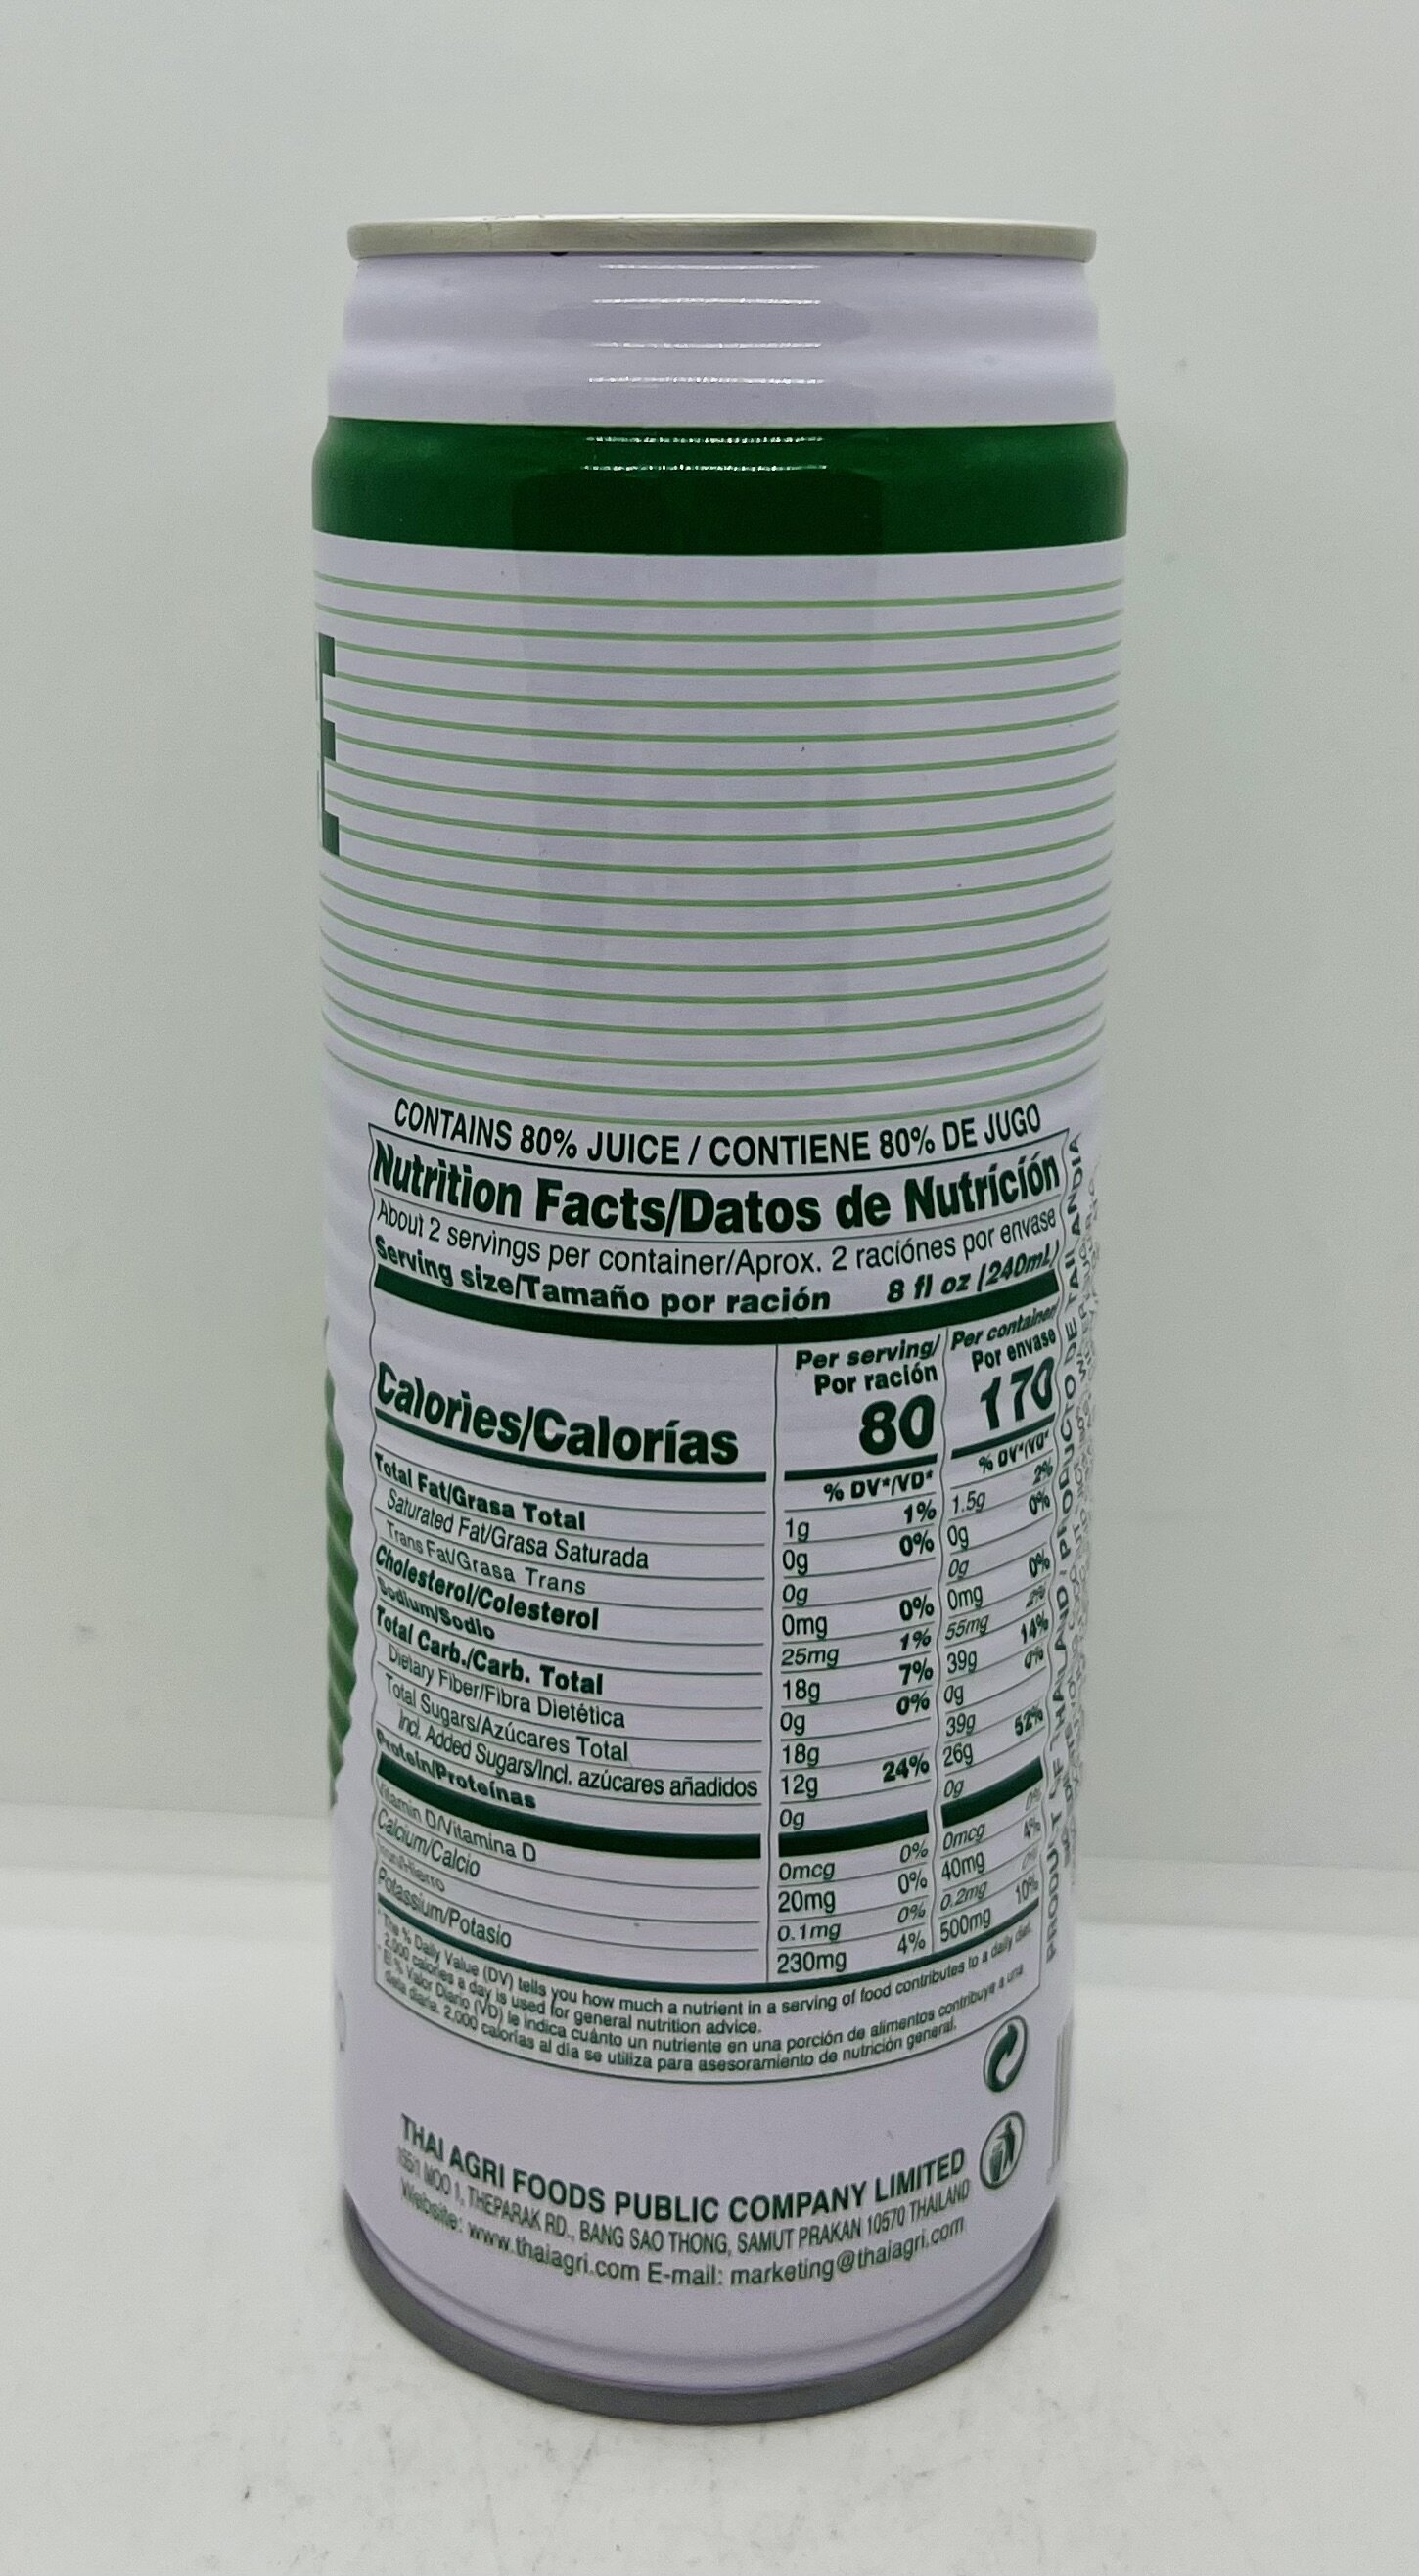 CONTAINS 80% JUICE / CONTIENE 80% DE JUGO
Nutrition Facts/Datos de Nutrición
About 2 servings per container/Aprox. 2 raciónes por envase
Serving size/Tamaño por ración 8 fl oz (240mL)
Per serving/ Per container/
Por ración Por envase
Calories/Calorías 80 170
% DV*/VD* % DV*/VD*
Total Fat/Grasa Total 1g 1% 1.5g 2%
Saturated Fat/Grasa Saturada 0g 0% 0g 0%
Trans Fat/Grasa Trans 0g 0g
Cholesterol/Colesterol 0mg 0% 0mg 0%
Sodium/Sodio 25mg 1% 55mg 2%
Total Carb./Carb. Total 18g 7% 39g 14%
Dietary Fiber/Fibra Dietética 0g 0% 0g 0%
Total Sugars/Azúcares Total 18g 39g
Incl. Added Sugars/Incl. azúcares añadidos 12g 24% 26g 52%
Protein/Proteínas 0g 0g
Vitamin D/Vitamina D 0mcg 0% 0mcg 0%
Calcium/Calcio 20mg 0% 40mg 4%
Iron/Hierro 0.1mg 0% 0.2mg 0%
Potassium/Potasio 230mg 4% 500mg 10%
* The % Daily Value (DV) tells you how much a nutrient in a serving of food contributes to a daily diet.
2,000 calories a day is used for general nutrition advice.
* El % Valor Diario (VD) le indica cuánto un nutriente en una porción de alimentos contribuye a una
dieta diaria. 2,000 calorías al día se utiliza para asesoramiento de nutrición general.
PRODUCT OF THAILAND / PRODUCTO DE TAILANDIA
THAI AGRI FOODS PUBLIC COMPANY LIMITED
155/1 MOO 1, THEPARAK RD., BANG SAO THONG, SAMUT PRAKAN 10570 THAILAND
Website: www.thaiagri.com E-mail: marketing@thaiagri.com